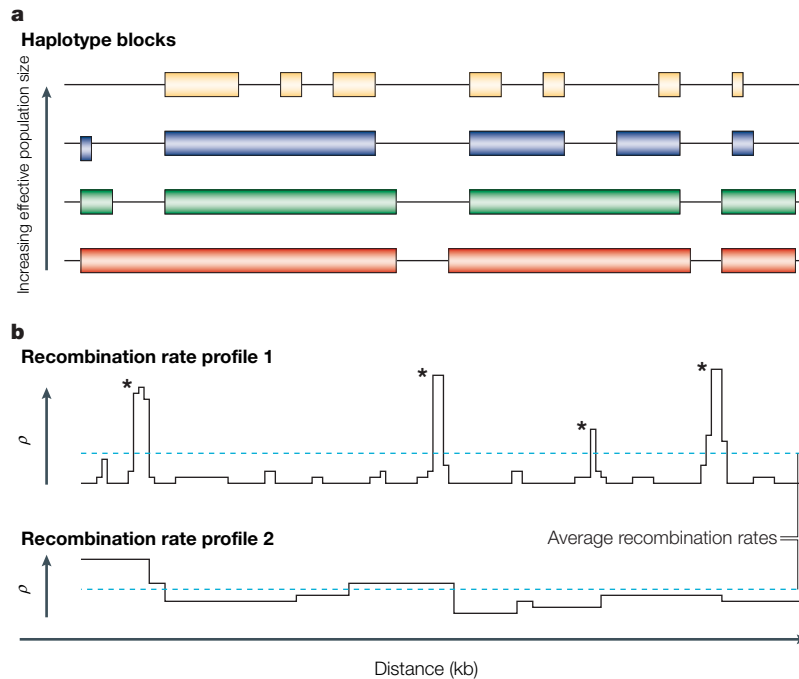 a
Haplotype blocks
Increasing effective population size
b
Recombination rate profile 1
*
*
*
*
ρ
Average recombination rates
Recombination rate profile 2
ρ
Distance (kb)